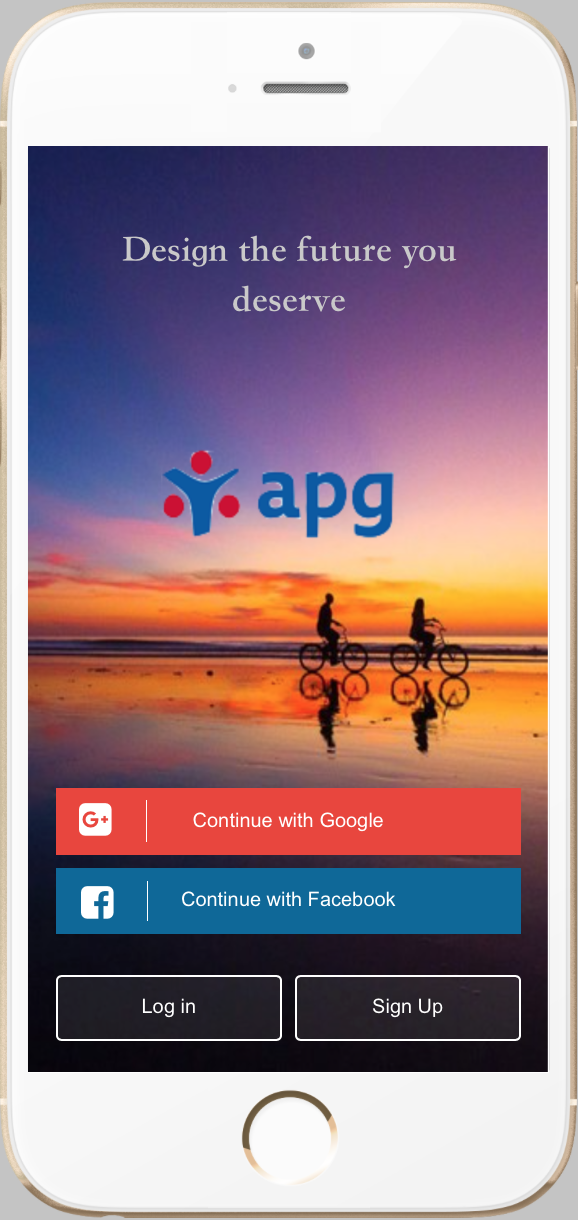 Design the future you
deserve
apg
G+
Continue with Google
Continue with Facebook
Log in
Sign Up